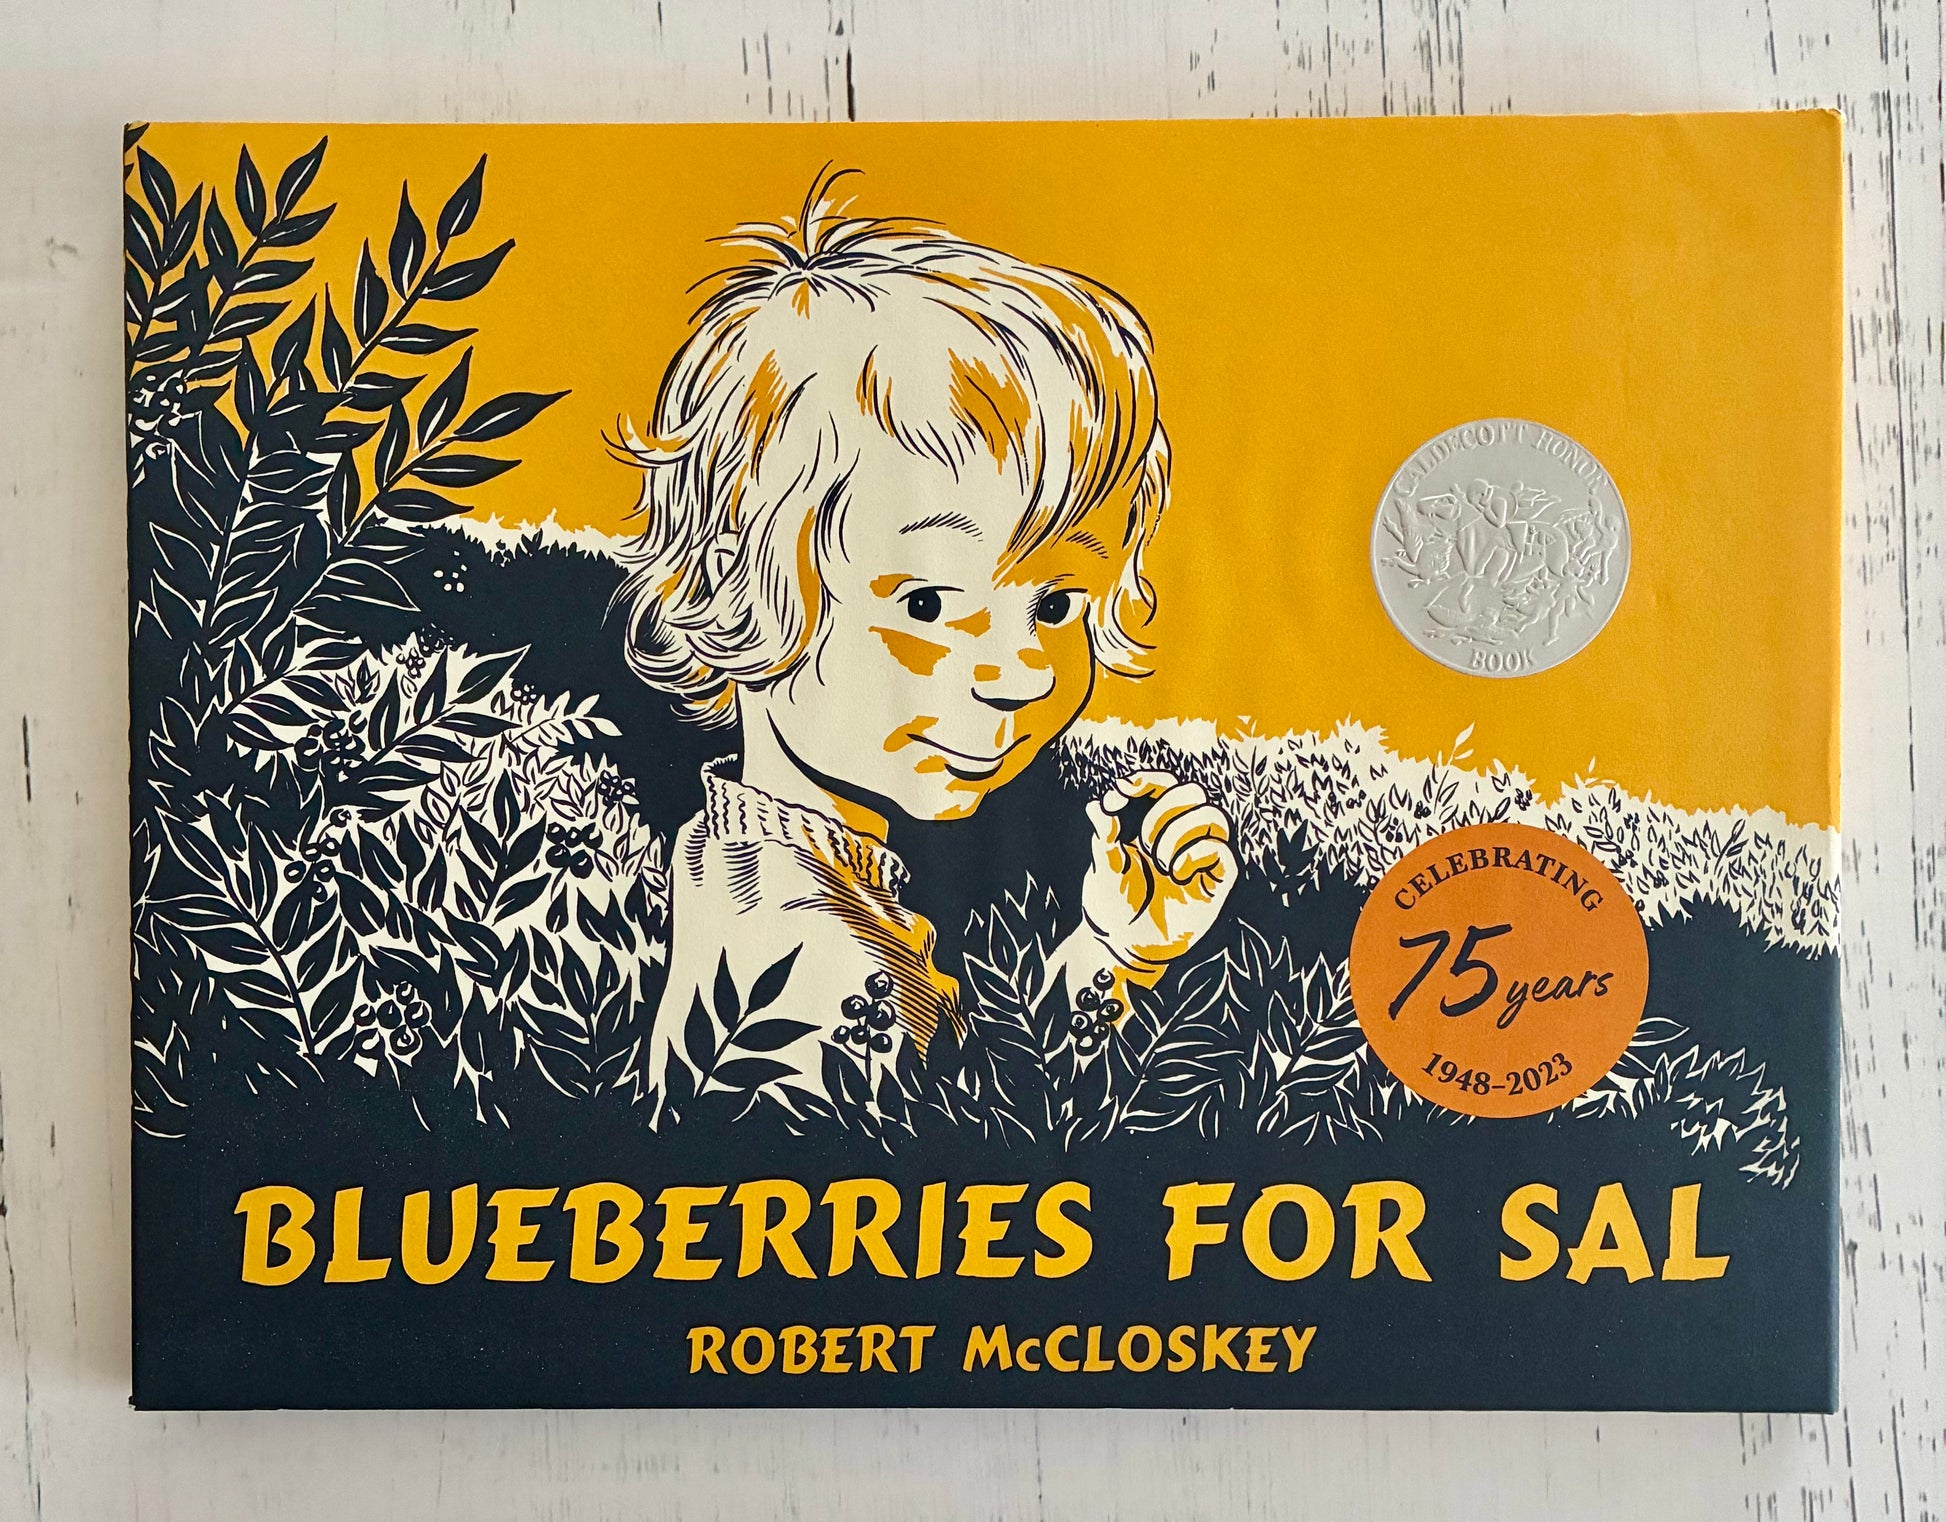 CALDECOTT HONOR
BOOK
CELEBRATING
75 years
1948–2023
BLUEBERRIES FOR SAL
ROBERT McCLOSKEY